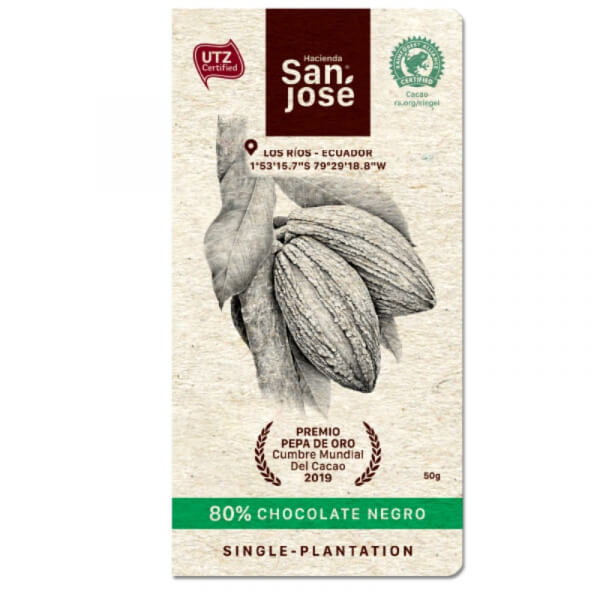 UTZ
Certified
Hacienda
San
José
RAINFOREST ALLIANCE
CERTIFIED
Cacao
ra.org/siegel
LOS RÍOS - ECUADOR
1°53'15.7"S 79°29'18.8"W
PREMIO
PEPA DE ORO
Cumbre Mundial
Del Cacao
2019
50g
80% CHOCOLATE NEGRO
SINGLE-PLANTATION